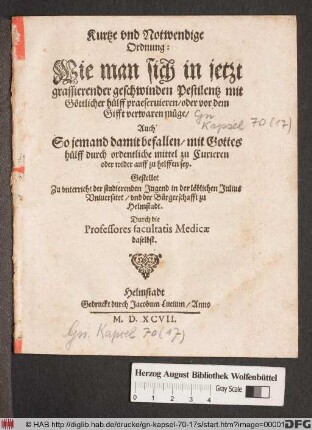 Kurtze vnd Notwendige
Ordnung:
Wie man sich in jetzt
grassierender geschwinden Pestilentz mit
Göttlicher hülff praeseruieren/ oder vor dem
Gifft verwaren müge/
Gn
Kapsel 70 (17)
Auch
So jemand damit befallen/ mit Gottes
hülff durch ordentliche mittel zu Curieren
oder wider auff zu helffen sey.
Gestellet
Zu vnterricht der studierenden Jugend in der löblichen Julius
Vniuersitet/ vnd der Bürgerschafft zu
Helmstadt.
Durch die
Professores facultatis Medicæ
daselbst.
Helmstadt
Gedruckt durch Jacobum Lucium/ Anno
M. D. XCVII.
Gn. Kapsel 70 (17)
Herzog August Bibliothek Wolfenbüttel
Gray Scale
© HAB http://diglib.hab.de/drucke/gn-kapsel-70-17s/start.htm?image=00001
DFG